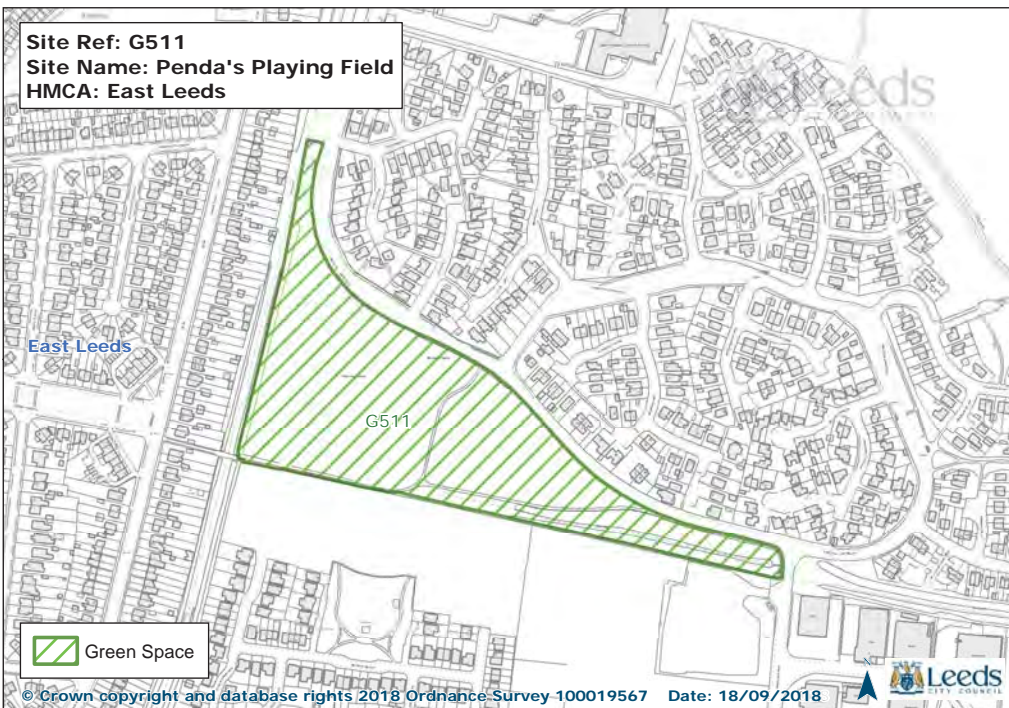 Site Ref: G511
Site Name: Penda's Playing Field
HMCA: East Leeds
Leeds
East Leeds
G511
Green Space
N
© Crown copyright and database rights 2018 Ordnance Survey 100019567 Date: 18/09/2018
Leeds
CITY COUNCIL